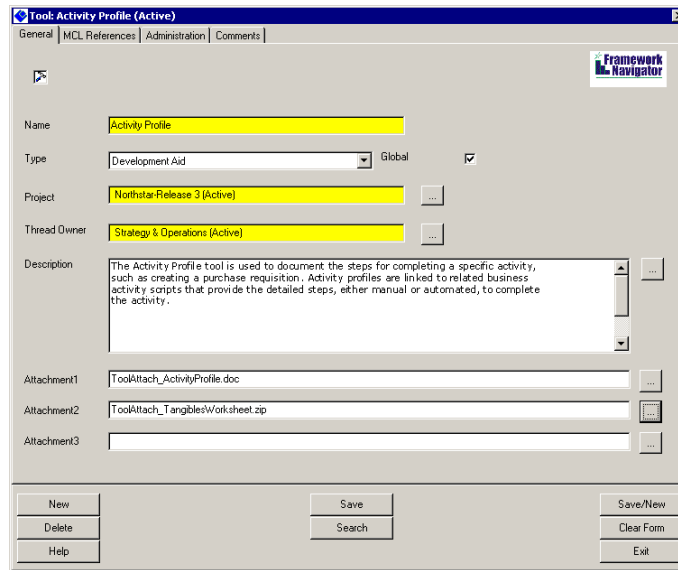 Tool: Activity Profile (Active)
General MCL References Administration Comments
Framework
Navigator
Name Activity Profile
Type Development Aid Global
Project Northstar-Release 3 (Active) ...
Thread Owner Strategy & Operations (Active) ...
Description The Activity Profile tool is used to document the steps for completing a specific activity, ...
such as creating a purchase requisition. Activity profiles are linked to related business
activity scripts that provide the detailed steps, either manual or automated, to complete
the activity.
Attachment1 ToolAttach_ActivityProfile.doc ...
Attachment2 ToolAttach_TangiblesWorksheet.zip ...
Attachment3 ...
New Save Save/New
Delete Search Clear Form
Help Exit